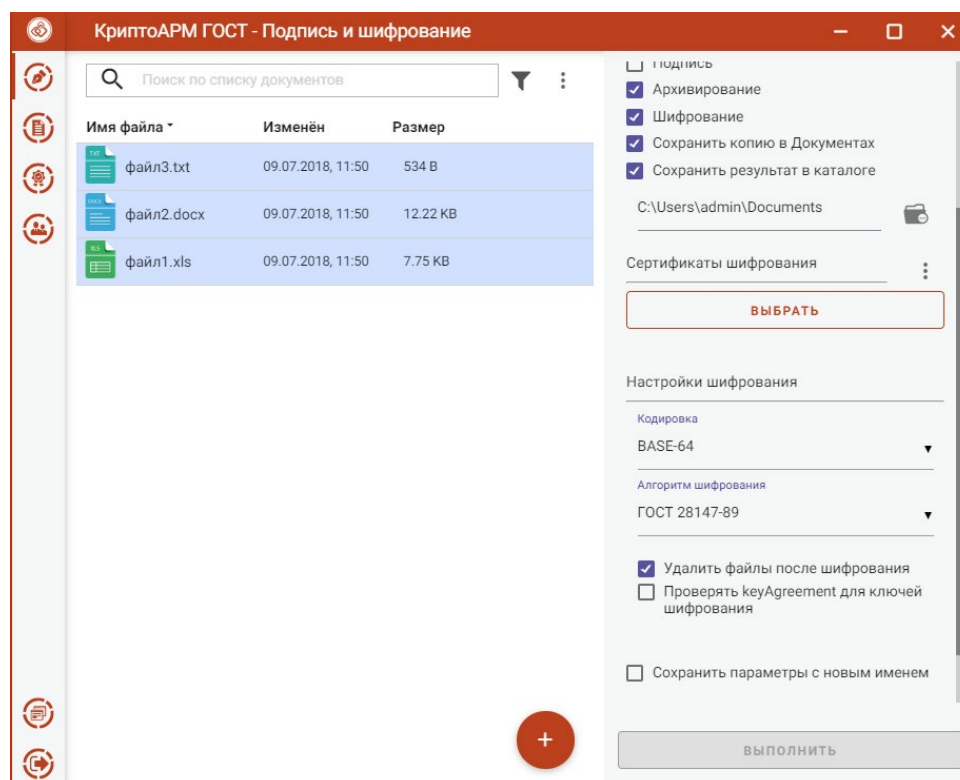 КриптоАРМ ГОСТ - Подпись и шифрование
Поиск по списку документов
Имя файла
Изменён
Размер
TXT
файл3.txt
09.07.2018, 11:50
534 B
DOCX
файл2.docx
09.07.2018, 11:50
12.22 KB
XLS
файл1.xls
09.07.2018, 11:50
7.75 KB
Подпись
Архивирование
Шифрование
Сохранить копию в Документах
Сохранить результат в каталоге
C:\Users\admin\Documents
Сертификаты шифрования
ВЫБРАТЬ
Настройки шифрования
Кодировка
BASE-64
Алгоритм шифрования
ГОСТ 28147-89
Удалить файлы после шифрования
Проверять keyAgreement для ключей
шифрования
Сохранить параметры с новым именем
ВЫПОЛНИТЬ